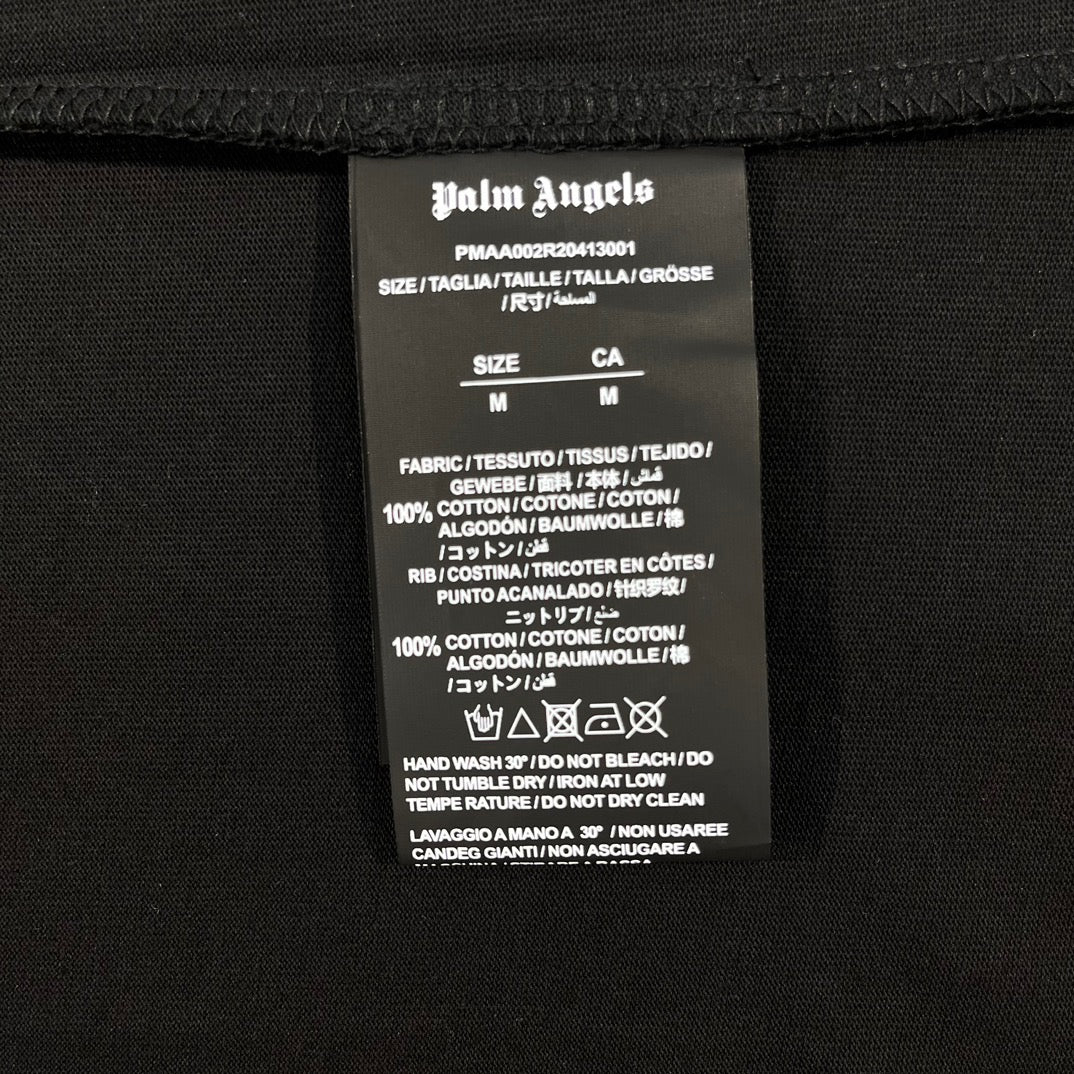 Palm Angels
PMAA002R20413001
SIZE / TAGLIA / TAILLE / TALLA / GRÖSSE
/ 尺寸 /
SIZE CA
M M
FABRIC / TESSUTO / TISSUS / TEJIDO /
GEWEBE / 面料 / 本体 / قماش
100% COTTON / COTONE / COTON /
ALGODÓN / BAUMWOLLE / 棉
/ コットン / قطن
RIB / COSTINA / TRICOTER EN CÔTES /
PUNTO ACANALADO / 针织罗纹 /
ニットリブ /
100% COTTON / COTONE / COTON /
ALGODÓN / BAUMWOLLE / 棉
/ コットン / قطن
HAND WASH 30° / DO NOT BLEACH / DO
NOT TUMBLE DRY / IRON AT LOW
TEMPE RATURE / DO NOT DRY CLEAN
LAVAGGIO A MANO A 30° / NON USAREE
CANDEG GIANTI / NON ASCIUGARE A